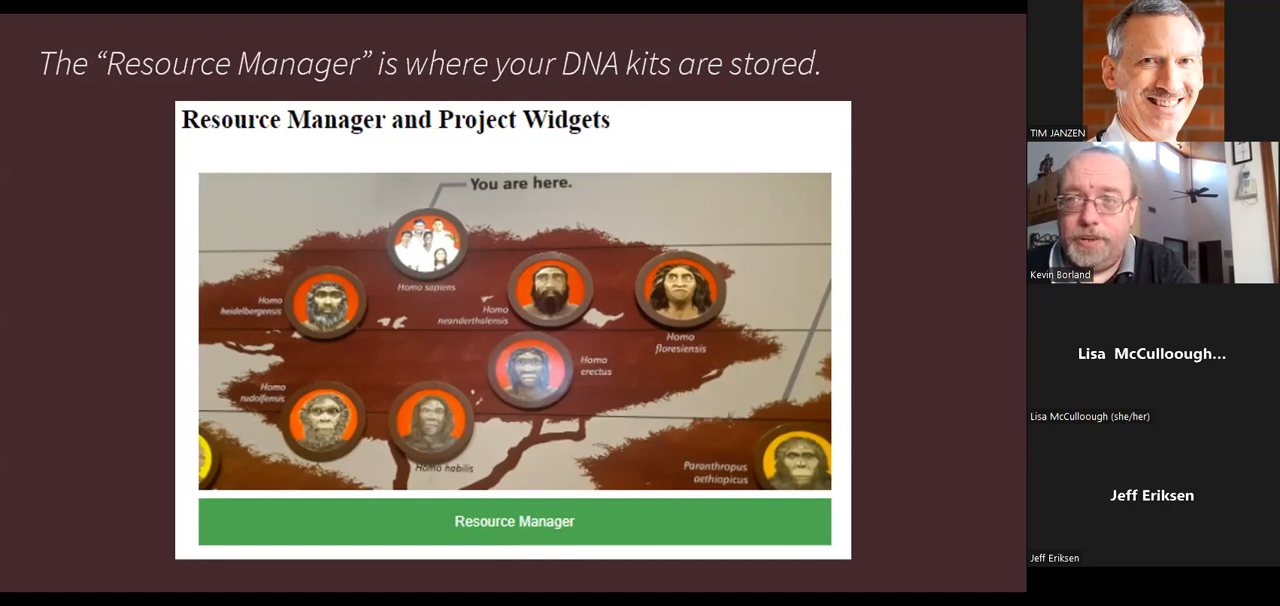 The “Resource Manager” is where your DNA kits are stored.
Resource Manager and Project Widgets
You are here.
Homo sapiens
Homo
heidelbergensis
Homo
neanderthalensis
Homo
floresiensis
Homo
erectus
Homo
rudolfensis
Homo habilis
Paranthropus
aethiopicus
Resource Manager
TIM JANZEN
Kevin Borland
Lisa McCulloough...
Lisa McCulloough (she/her)
Jeff Eriksen
Jeff Eriksen